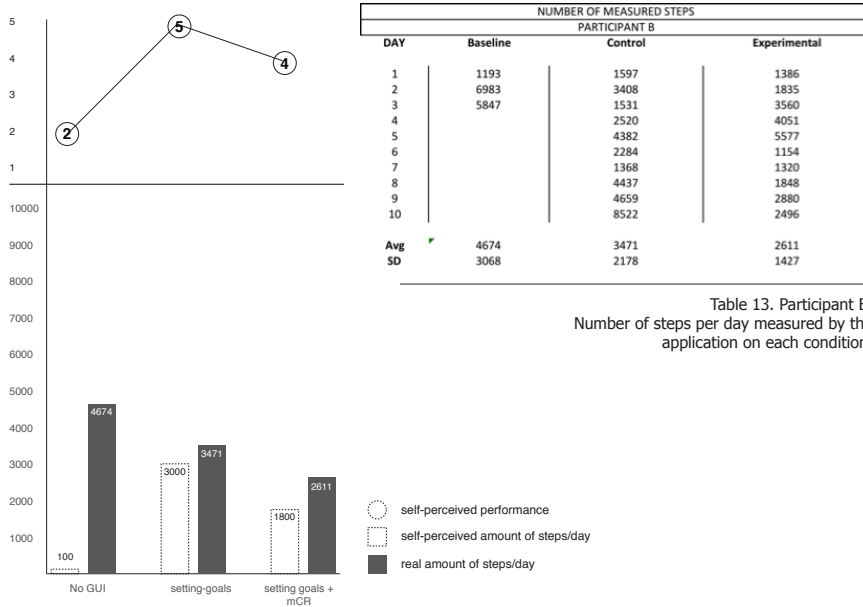 5
4
3
2
1
5
4
2
10000
9000
8000
7000
6000
5000
4000
3000
2000
1000
100
4674
3000
3471
1800
2611
No GUI
setting-goals
setting goals +
mCR
NUMBER OF MEASURED STEPS
PARTICIPANT B
DAY Baseline Control Experimental
1 1193 1597 1386
2 6983 3408 1835
3 5847 1531 3560
4 2520 4051
5 4382 5577
6 2284 1154
7 1368 1320
8 4437 1848
9 4659 2880
10 8522 2496
Avg 4674 3471 2611
SD 3068 2178 1427
Table 13. Participant
Number of steps per day measured by
application on each
self-perceived performance
self-perceived amount of steps/day
real amount of steps/day